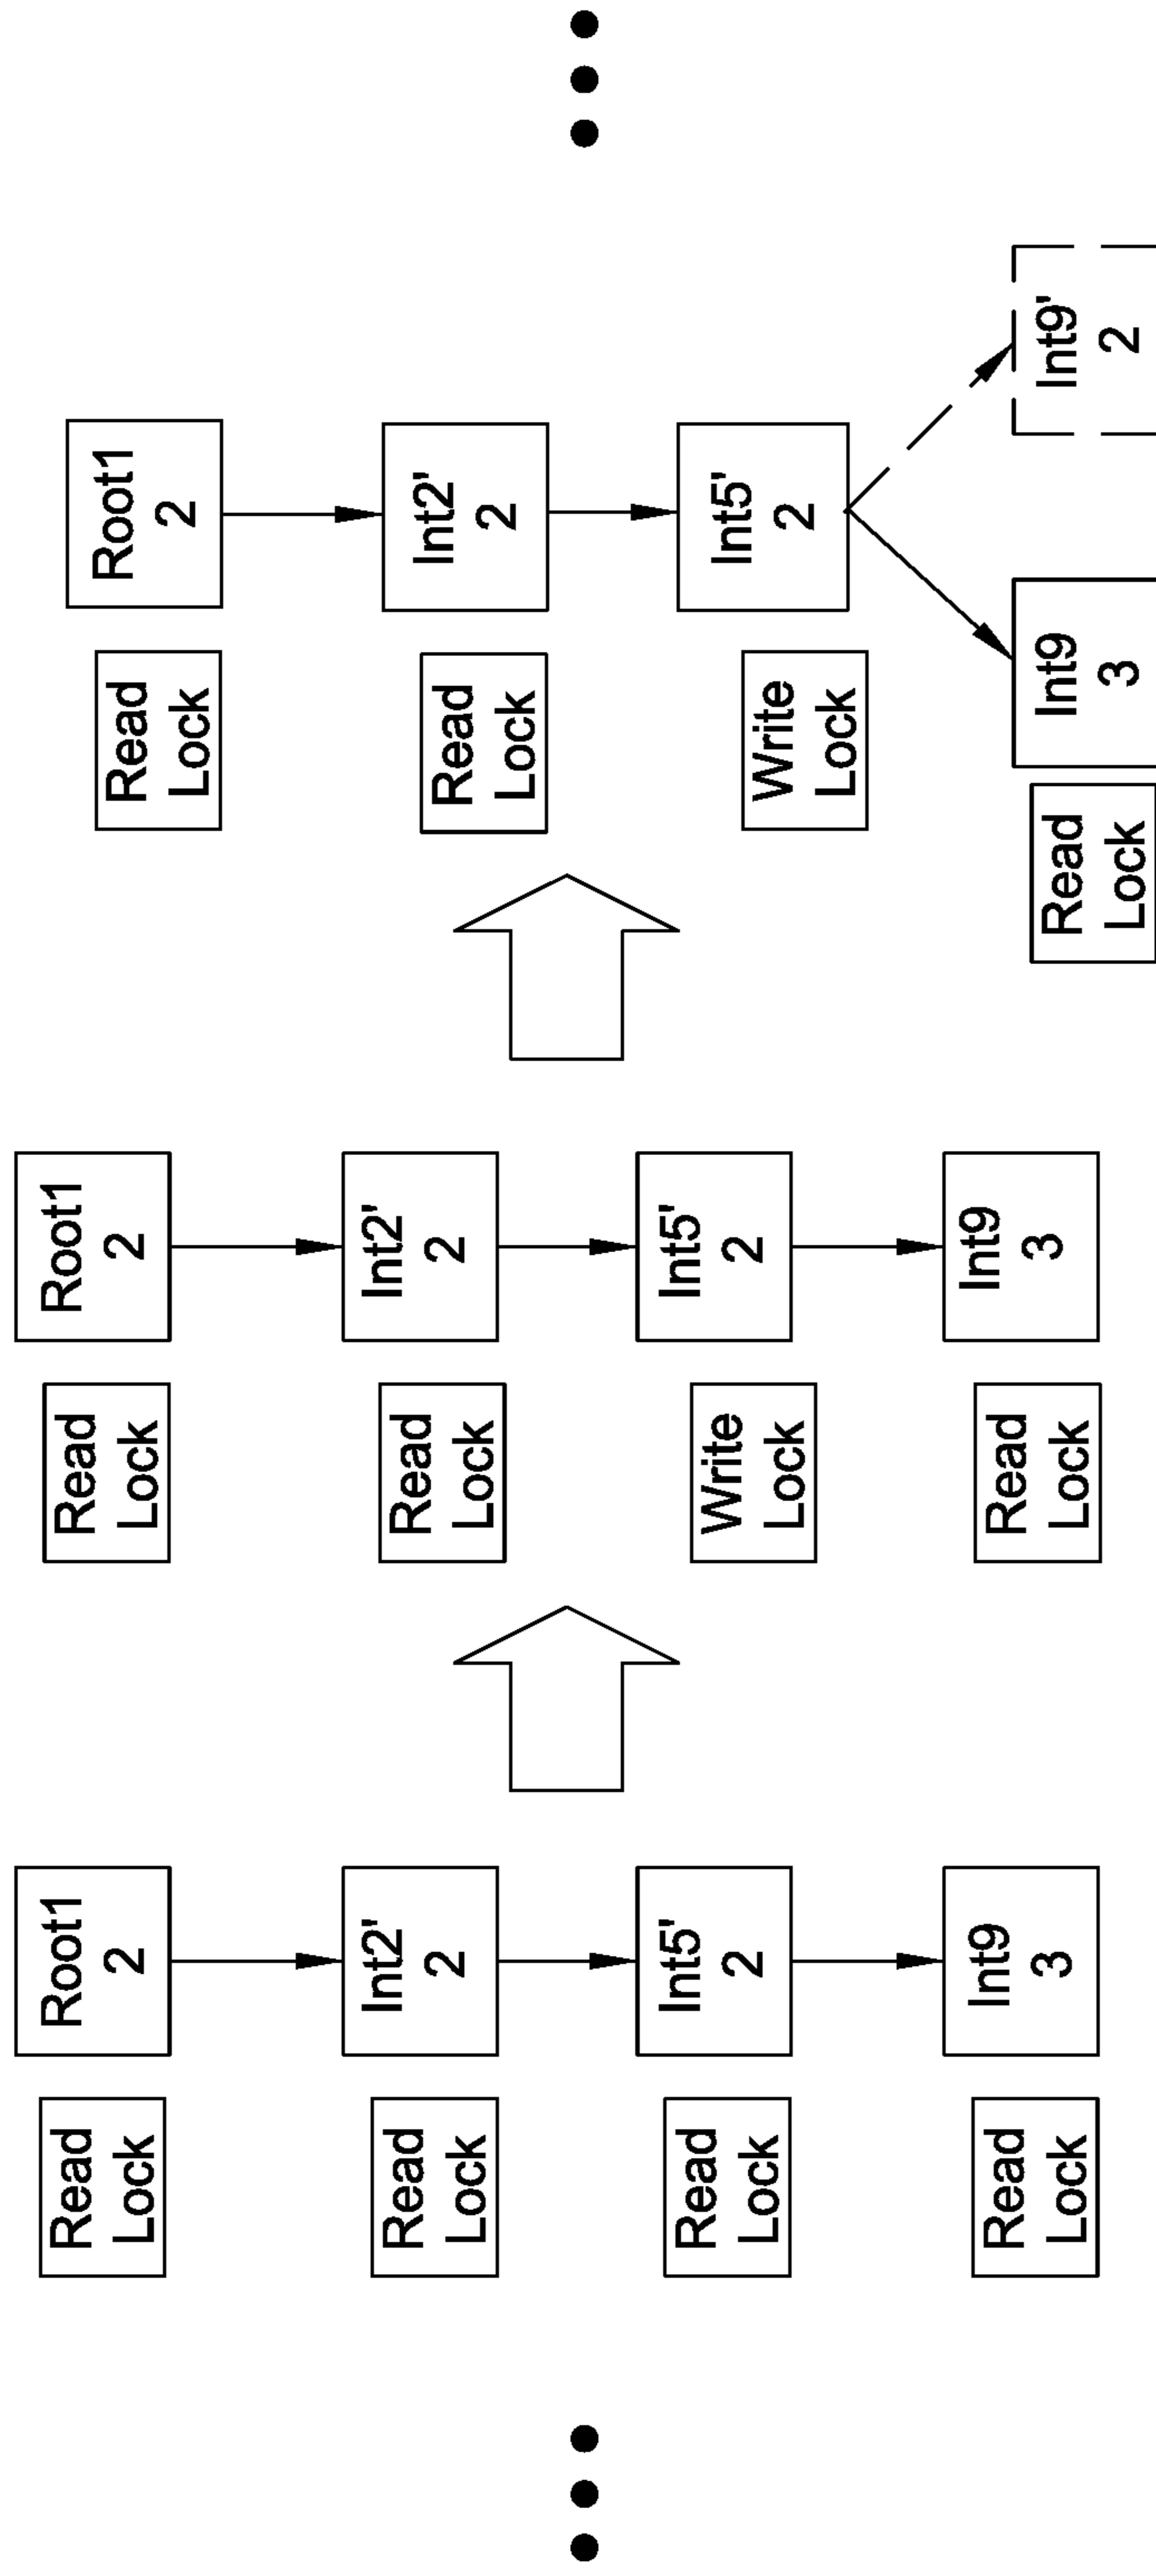 Read
Lock
Root1
2
Read
Lock
Int2'
2
Read
Lock
Int5'
2
Read
Lock
Int9
3
Read
Lock
Root1
2
Read
Lock
Int2'
2
Write
Lock
Int5'
2
Read
Lock
Int9
3
Read
Lock
Root1
2
Read
Lock
Int2'
2
Write
Lock
Int5'
2
Read
Lock
Int9
3
Int9'
2